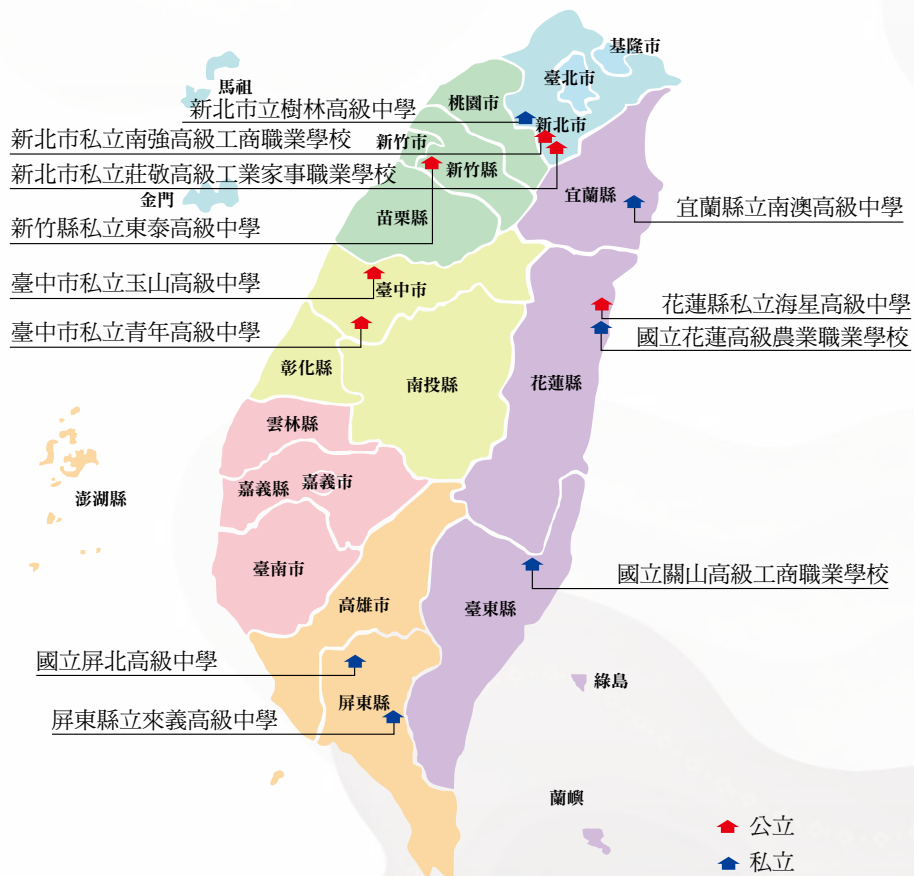 基隆市
臺北市
馬祖
桃園市
新北市立樹林高級中學
新北市
新北市私立南強高級工商職業學校
新竹市
新竹縣
新北市私立莊敬高級工業家事職業學校
金門
宜蘭縣
宜蘭縣立南澳高級中學
苗栗縣
新竹縣私立東泰高級中學
臺中市私立玉山高級中學
臺中市
花蓮縣私立海星高級中學
臺中市私立青年高級中學
國立花蓮高級農業職業學校
彰化縣
南投縣
花蓮縣
雲林縣
嘉義縣
嘉義市
澎湖縣
臺南市
國立關山高級工商職業學校
高雄市
臺東縣
國立屏北高級中學
綠島
屏東縣
屏東縣立來義高級中學
蘭嶼
公立
私立